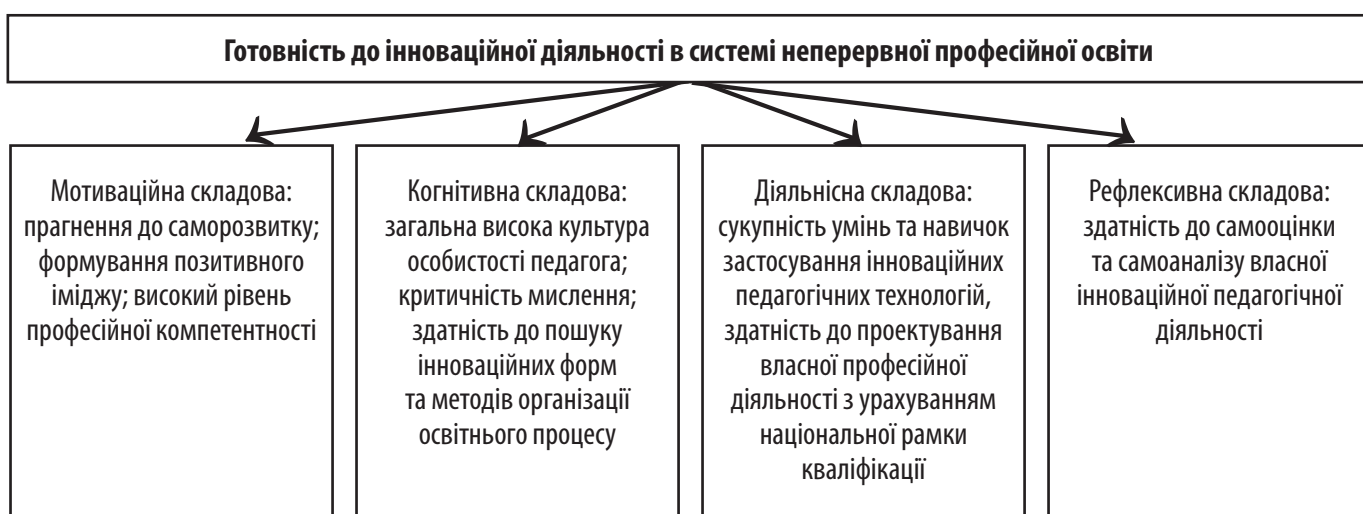 Готовність до інноваційної діяльності в системі неперервної професійної освіти
Мотиваційна складова:
прагнення до саморозвитку;
формування позитивного
іміджу; високий рівень
професійної компетентності
Когнітивна складова:
загальна висока культура
особистості педагога;
критичність мислення;
здатність до пошуку
інноваційних форм
та методів організації
освітнього процесу
Діяльнісна складова:
сукупність умінь та навичок
застосування інноваційних
педагогічних технологій,
здатність до проектування
власної професійної
діяльності з урахуванням
національної рамки
кваліфікації
Рефлексивна складова:
здатність до самооцінки
та самоаналізу власної
інноваційної педагогічної
діяльності